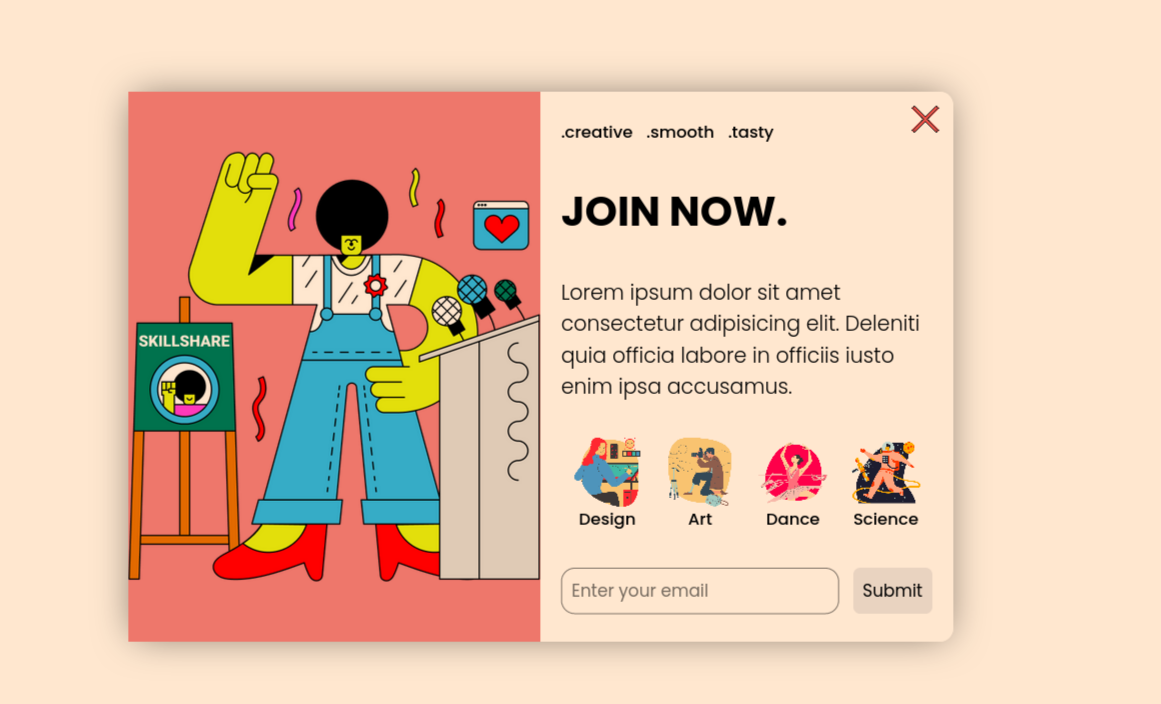 SKILLSHARE
.creative .smooth .tasty
JOIN NOW.
Lorem ipsum dolor sit amet
consectetur adipisicing elit. Deleniti
quia officia labore in officiis iusto
enim ipsa accusamus.
Design Art Dance Science
Enter your email Submit